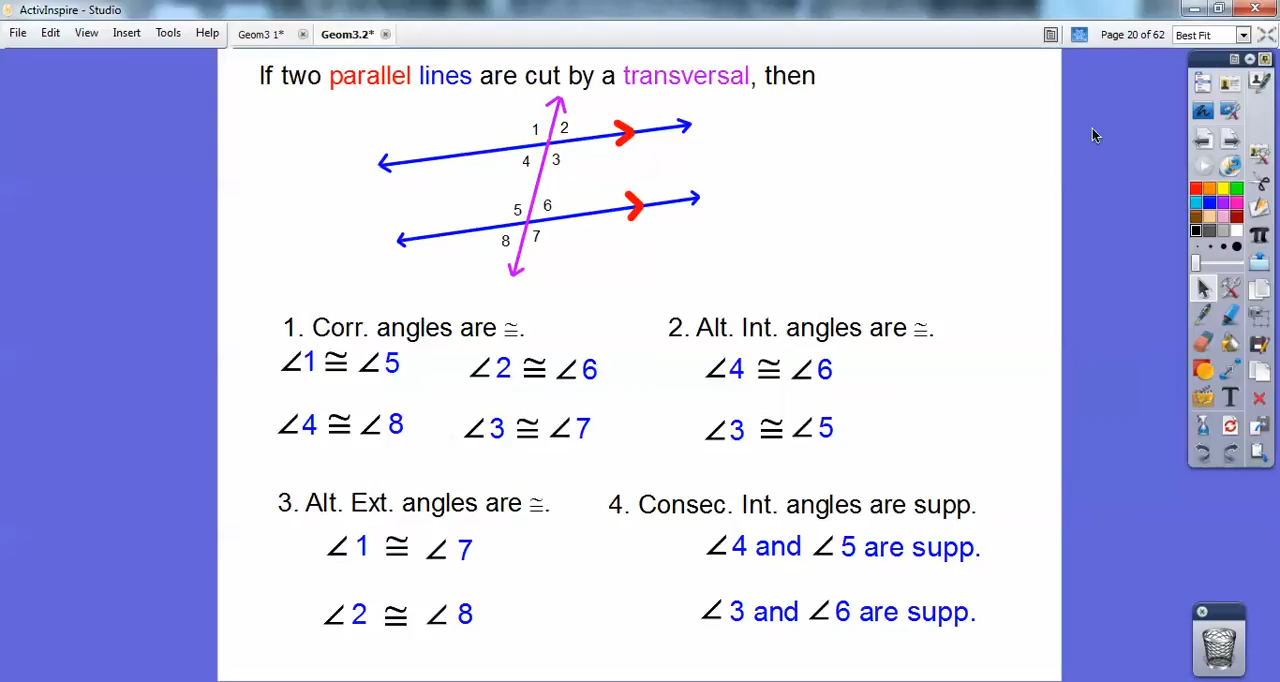 ActivInspire - Studio
File Edit View Insert Tools Help
Geom3 1* Geom3.2*
Page 20 of 62 Best Fit
If two parallel lines are cut by a transversal, then
1 2
4 3
5 6
8 7
1. Corr. angles are ≅.
∠1 ≅ ∠5 ∠2 ≅ ∠6
∠4 ≅ ∠8 ∠3 ≅ ∠7
2. Alt. Int. angles are ≅.
∠4 ≅ ∠6
∠3 ≅ ∠5
3. Alt. Ext. angles are ≅.
∠1 ≅ ∠7
∠2 ≅ ∠8
4. Consec. Int. angles are supp.
∠4 and ∠5 are supp.
∠3 and ∠6 are supp.